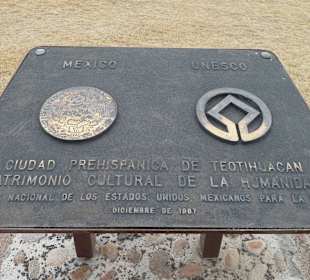 MEXICO UNESCO
CIUDAD PREHISPANICA DE TEOTIHUACAN
PATRIMONIO CULTURAL DE LA HUMANIDAD
NACIONAL DE LOS ESTADOS UNIDOS MEXICANOS PARA LA
DICIEMBRE DE 1987